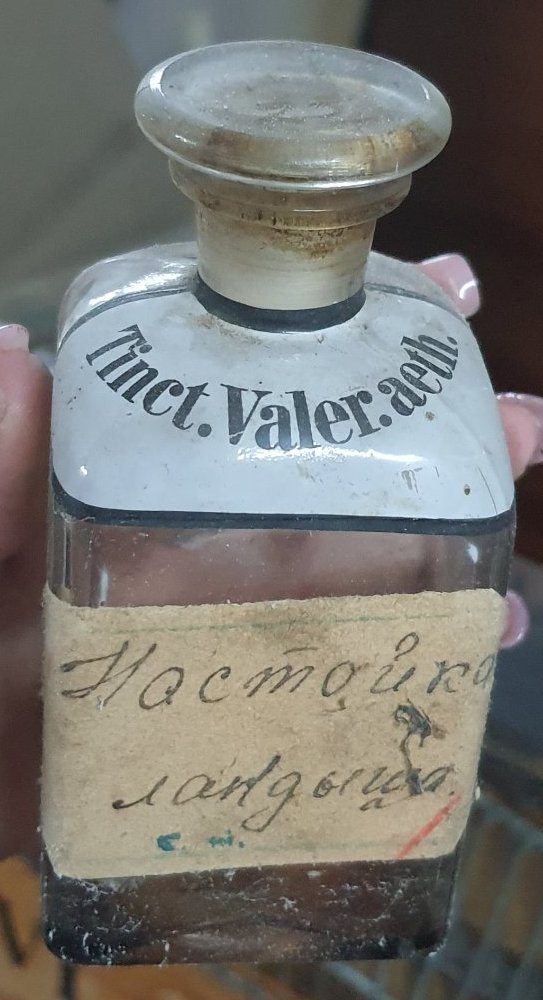 Tinct. Valer. aeth.
Настойка
ландыша.